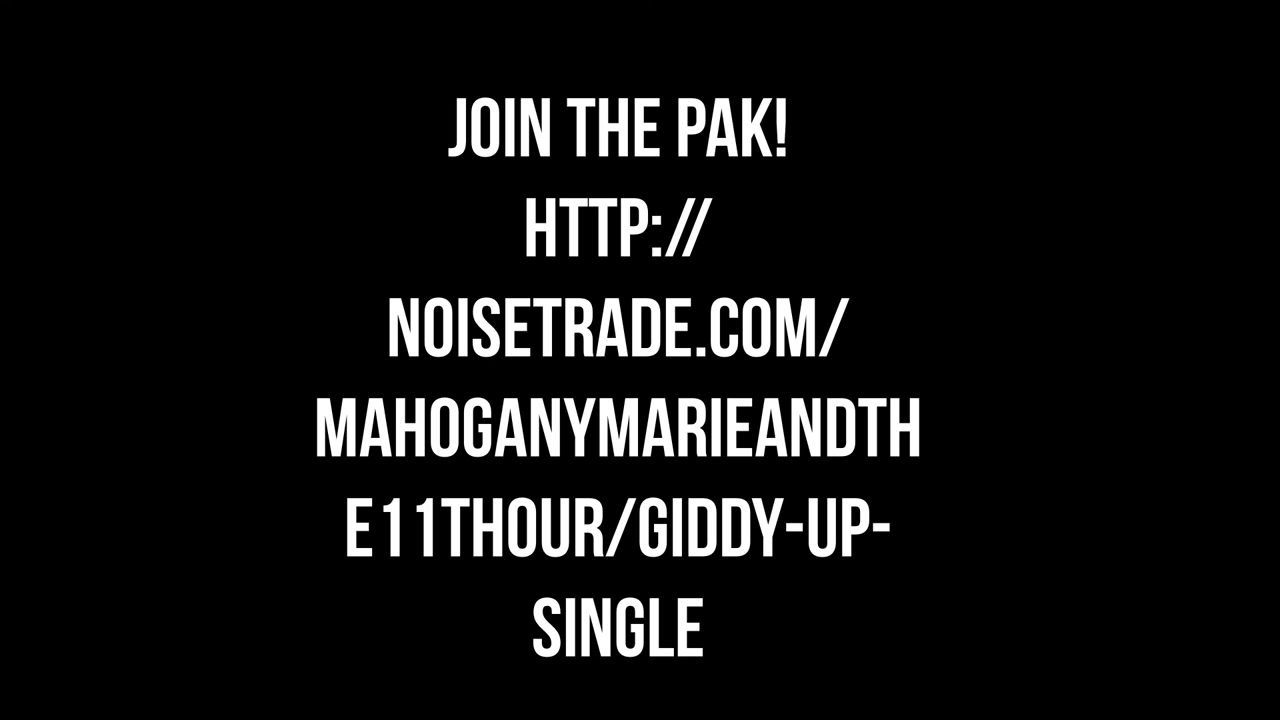 JOIN THE PAK!
HTTP://
NOISETRADE.COM/
MAHOGANYMARIEANDTH
E11THOUR/GIDDY-UP-
SINGLE